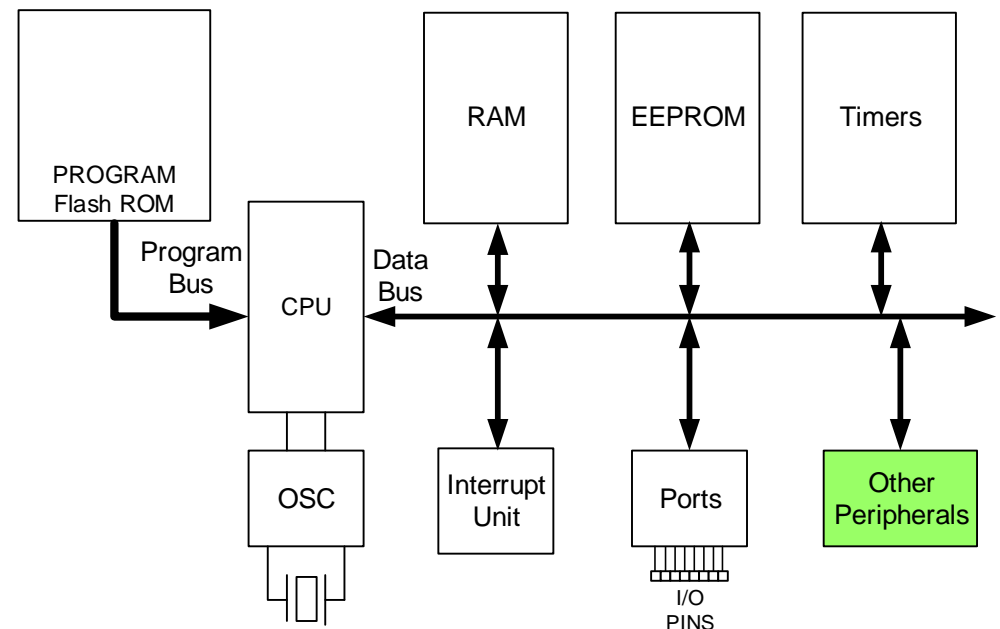 RAM
EEPROM
Timers
PROGRAM
Flash ROM
Program
Bus
CPU
Data
Bus
OSC
Interrupt
Unit
Ports
Other
Peripherals
I/O
PINS